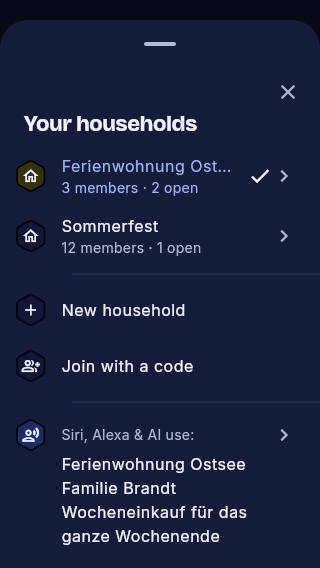 Your households
Ferienwohnung Ost...
3 members · 2 open
Sommerfest
12 members · 1 open
New household
Join with a code
Siri, Alexa & AI use:
Ferienwohnung Ostsee
Familie Brandt
Wocheneinkauf für das
ganze Wochenende